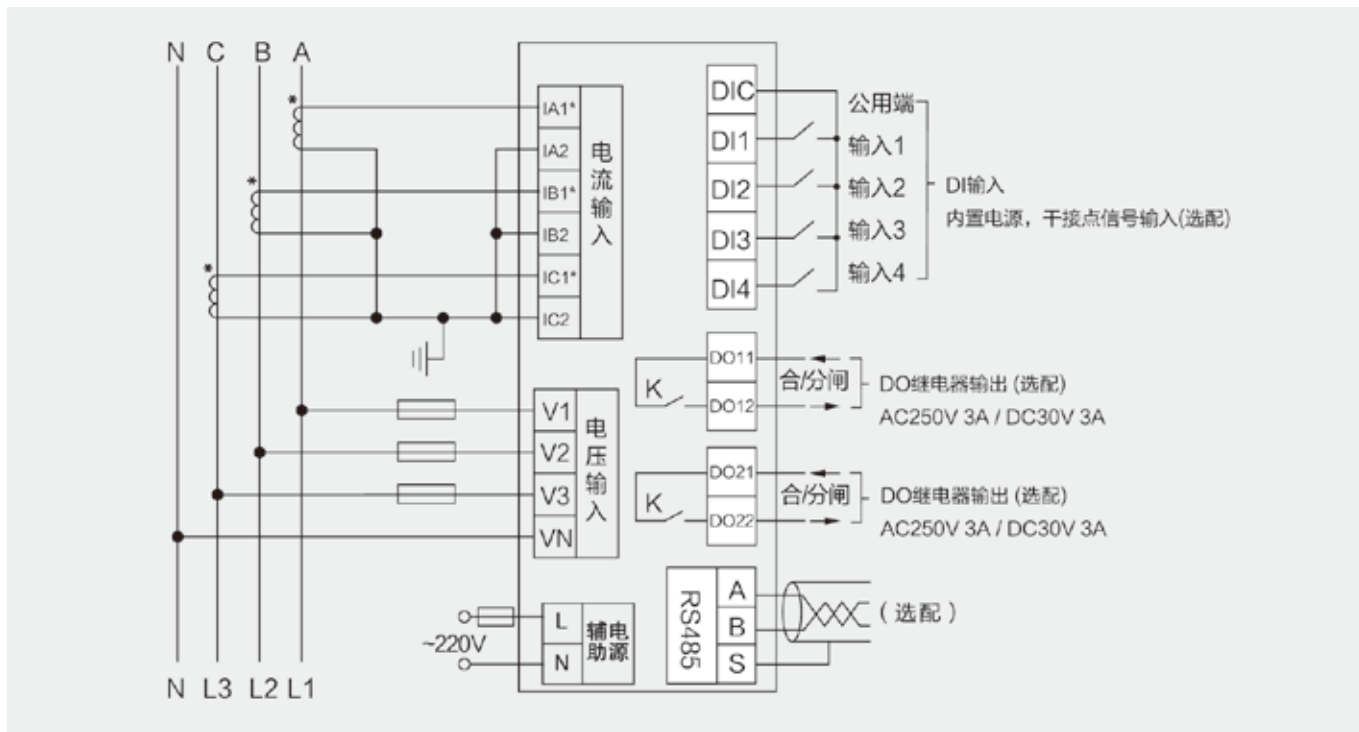 N C B A
IA1*
IA2
IB1*
IB2
IC1*
IC2
电流输入
DIC
DI1
DI2
DI3
DI4
公用端
输入1
输入2
输入3
输入4
DI输入
内置电源，干接点信号输入(选配)
V1
V2
V3
VN
电压输入
DO11
DO12
K
合/分闸
DO继电器输出 (选配)
AC250V 3A / DC30V 3A
DO21
DO22
K
合/分闸
DO继电器输出 (选配)
AC250V 3A / DC30V 3A
~220V
L
N
辅助电源
RS485
A
B
S
(选配)
N L3 L2 L1